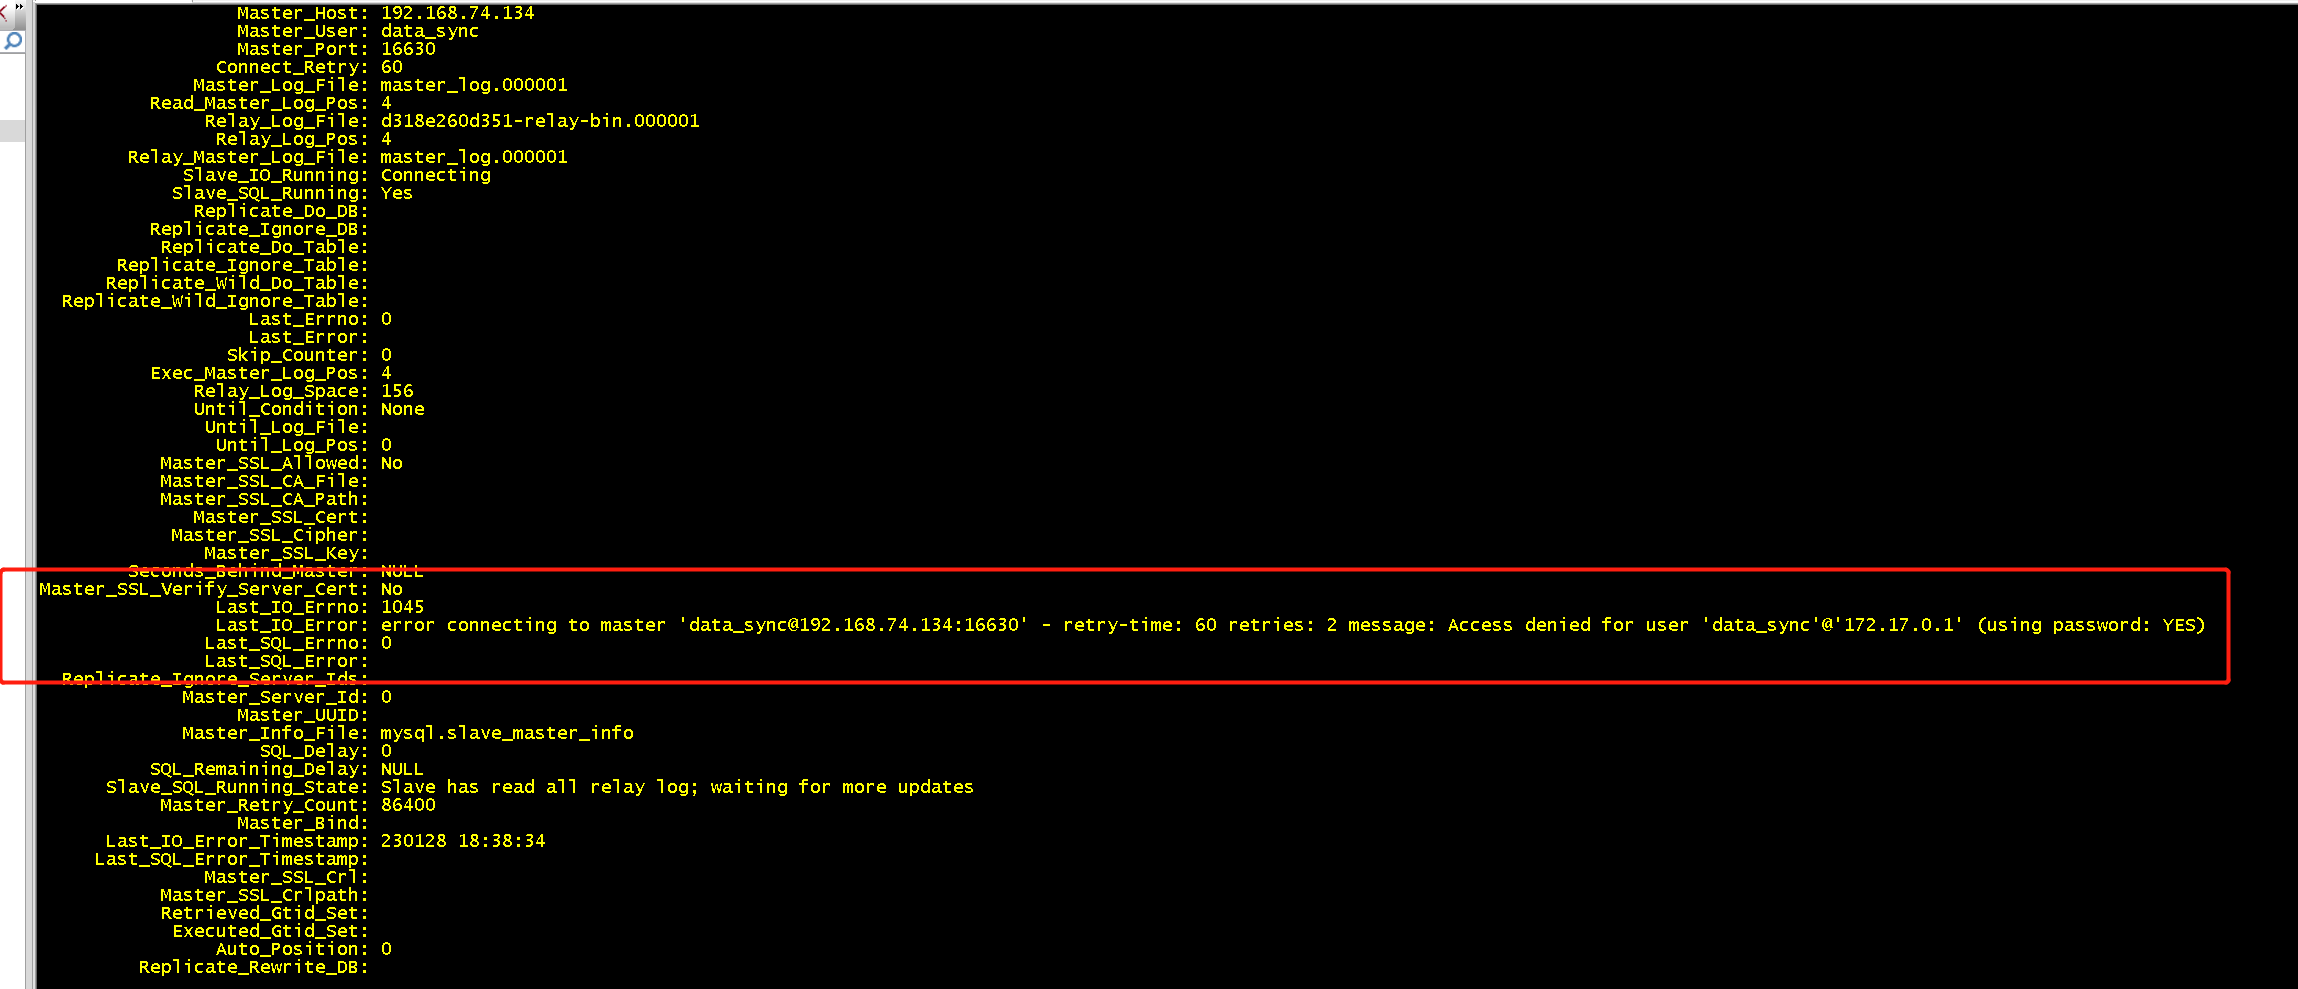 Master_Host: 192.168.74.134
Master_User: data_sync
Master_Port: 16630
Connect_Retry: 60
Master_Log_File: master_log.000001
Read_Master_Log_Pos: 4
Relay_Log_File: d318e260d351-relay-bin.000001
Relay_Log_Pos: 4
Relay_Master_Log_File: master_log.000001
Slave_IO_Running: Connecting
Slave_SQL_Running: Yes
Replicate_Do_DB:
Replicate_Ignore_DB:
Replicate_Do_Table:
Replicate_Ignore_Table:
Replicate_Wild_Do_Table:
Replicate_Wild_Ignore_Table:
Last_Errno: 0
Last_Error:
Skip_Counter: 0
Exec_Master_Log_Pos: 4
Relay_Log_Space: 156
Until_Condition: None
Until_Log_File:
Until_Log_Pos: 0
Master_SSL_Allowed: No
Master_SSL_CA_File:
Master_SSL_CA_Path:
Master_SSL_Cert:
Master_SSL_Cipher:
Master_SSL_Key:
Seconds_Behind_Master: NULL
Master_SSL_Verify_Server_Cert: No
Last_IO_Errno: 1045
Last_IO_Error: error connecting to master 'data_sync@192.168.74.134:16630' - retry-time: 60 retries: 2 message: Access denied for user 'data_sync'@'172.17.0.1' (using password: YES)
Last_SQL_Errno: 0
Last_SQL_Error:
Replicate_Ignore_Server_Ids:
Master_Server_Id: 0
Master_UUID:
Master_Info_File: mysql.slave_master_info
SQL_Delay: 0
SQL_Remaining_Delay: NULL
Slave_SQL_Running_State: Slave has read all relay log; waiting for more updates
Master_Retry_Count: 86400
Master_Bind:
Last_IO_Error_Timestamp: 230128 18:38:34
Last_SQL_Error_Timestamp:
Master_SSL_Crl:
Master_SSL_Crlpath:
Retrieved_Gtid_Set:
Executed_Gtid_Set:
Auto_Position: 0
Replicate_Rewrite_DB: